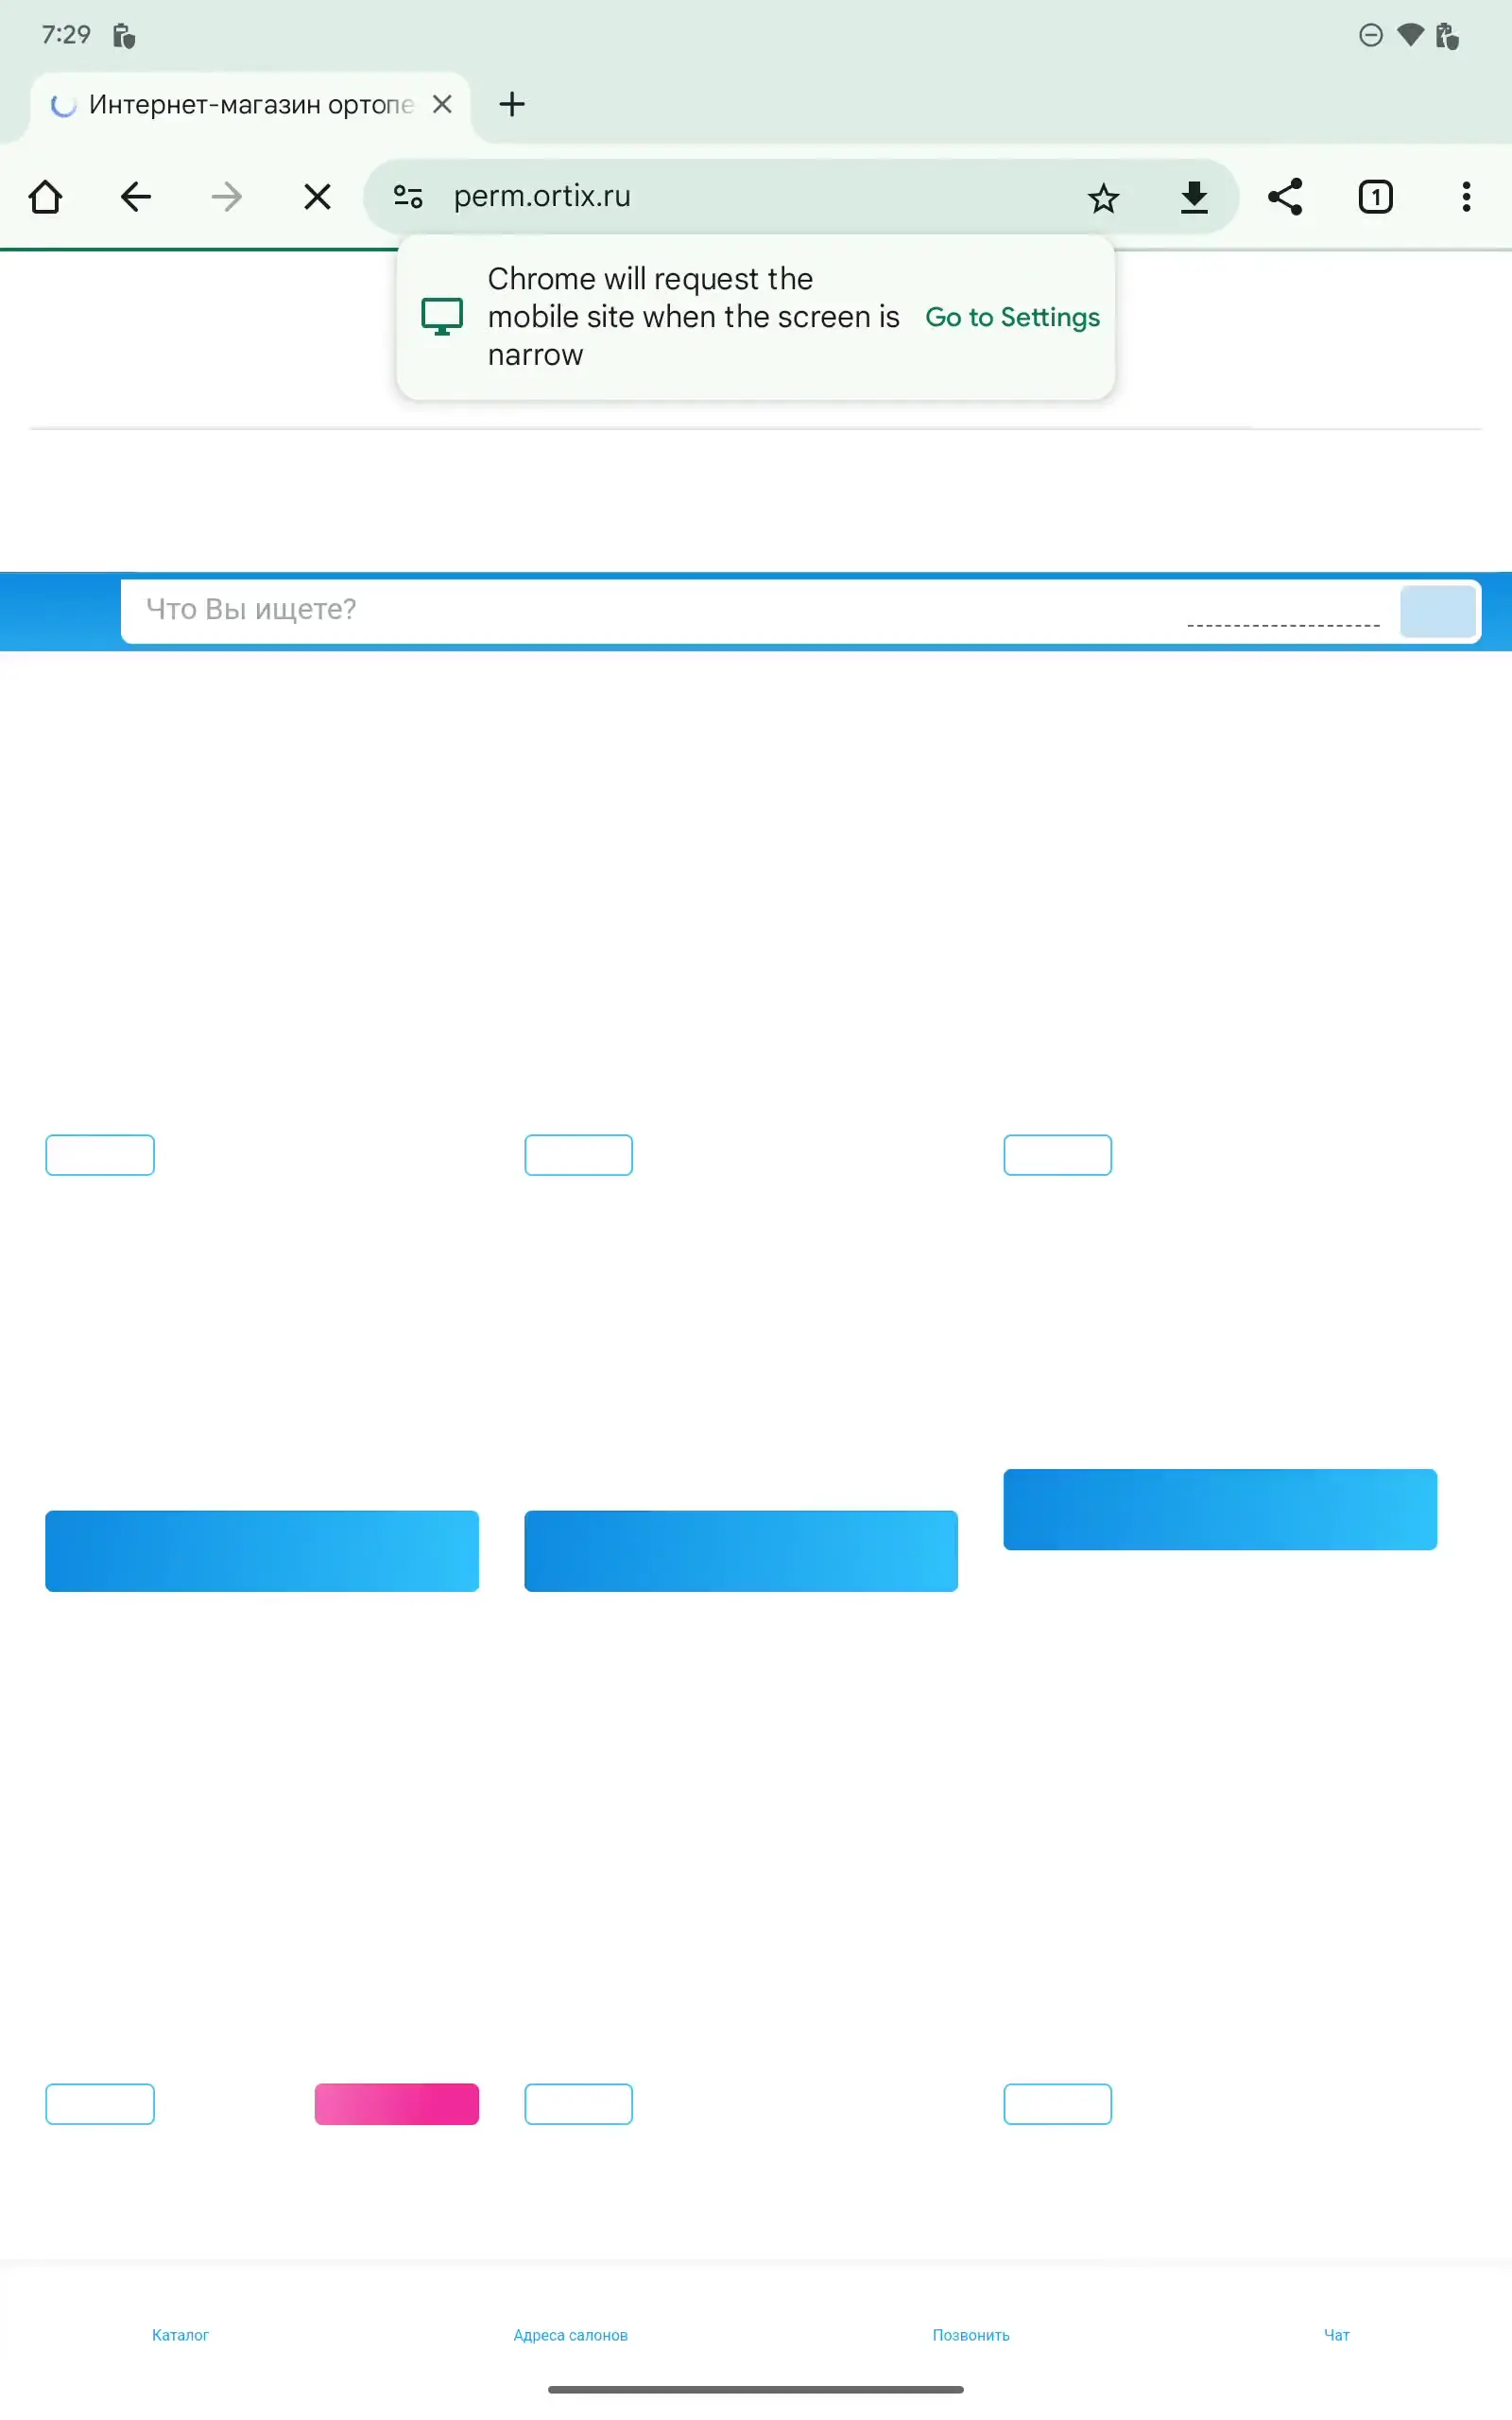 7:29
Интернет-магазин ортопе
perm.ortix.ru
1
Chrome will request the
mobile site when the screen is
narrow
Go to Settings
Что Вы ищете?
Каталог
Адреса салонов
Позвонить
Чат